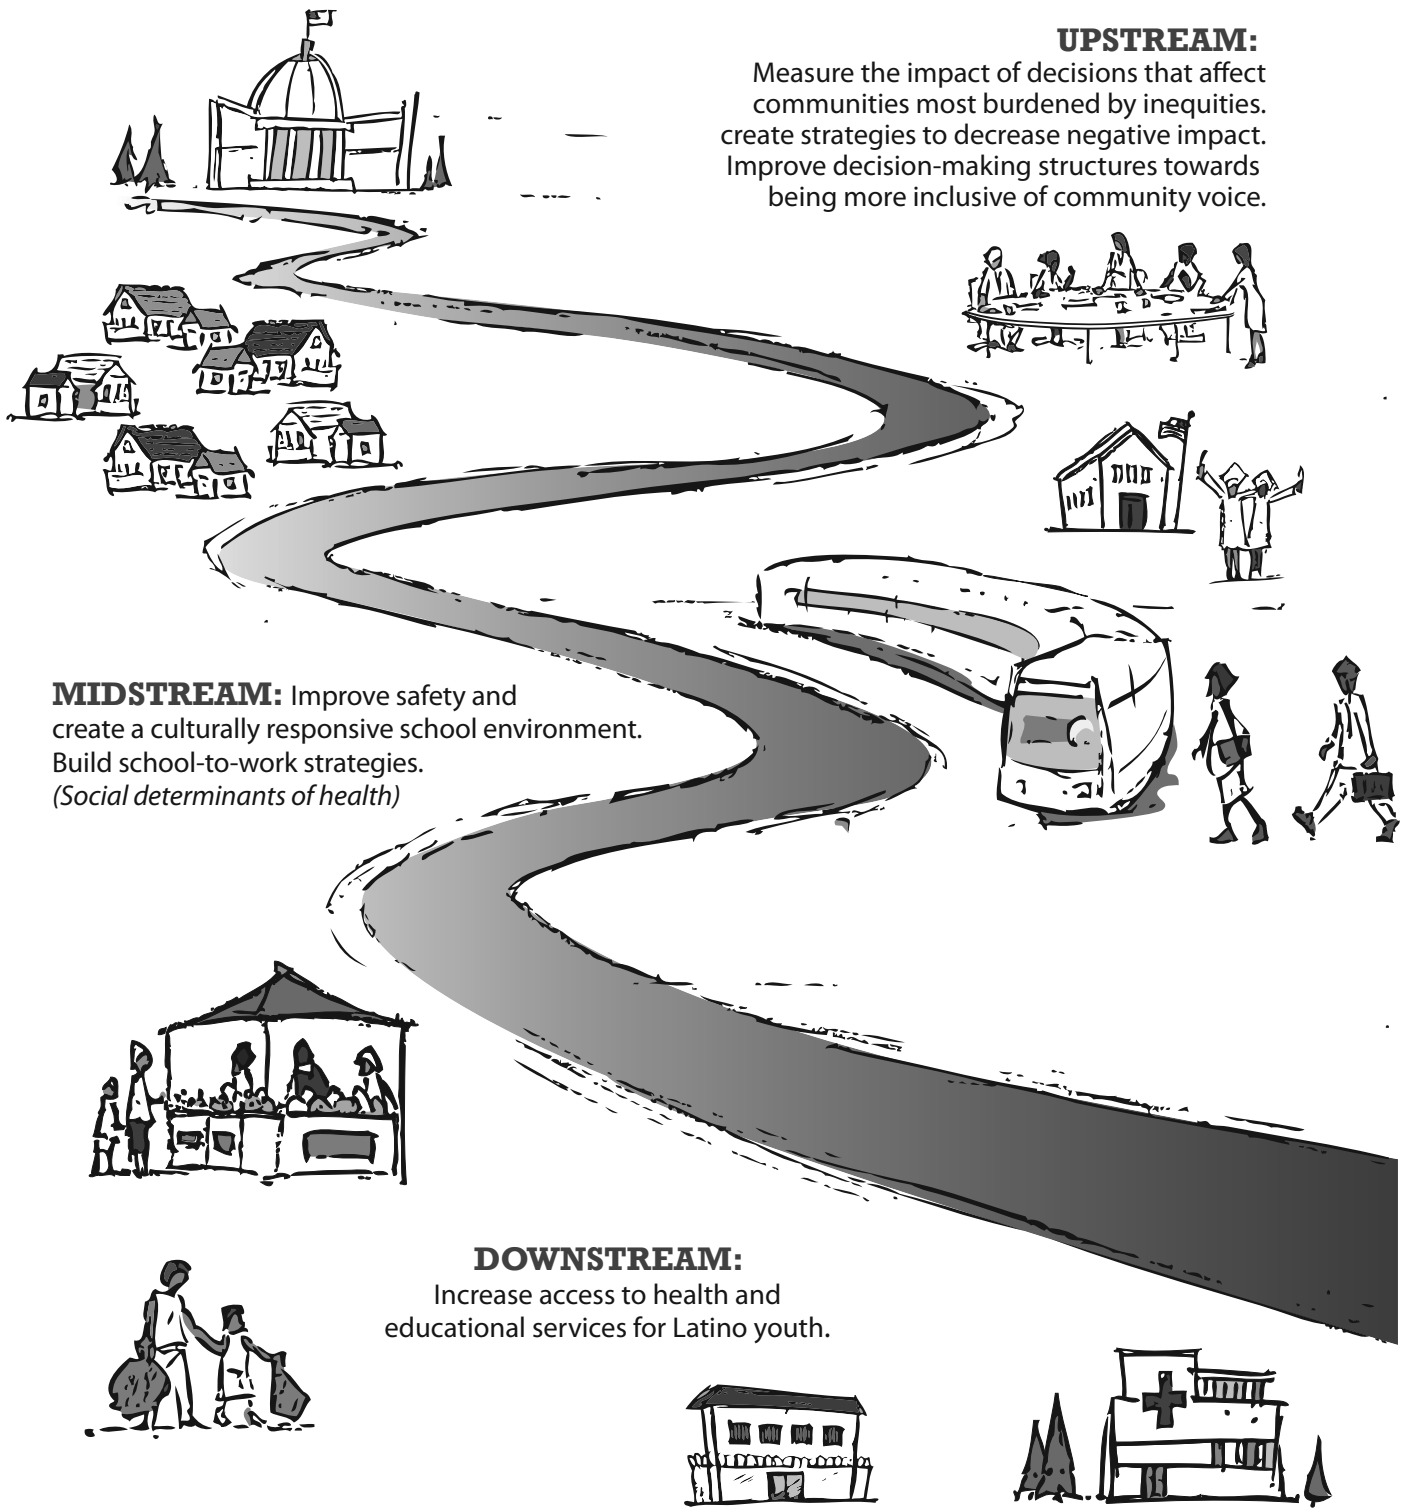 UPSTREAM:
Measure the impact of decisions that affect
communities most burdened by inequities.
create strategies to decrease negative impact.
Improve decision-making structures towards
being more inclusive of community voice.
MIDSTREAM: Improve safety and
create a culturally responsive school environment.
Build school-to-work strategies.
(Social determinants of health)
DOWNSTREAM:
Increase access to health and
educational services for Latino youth.